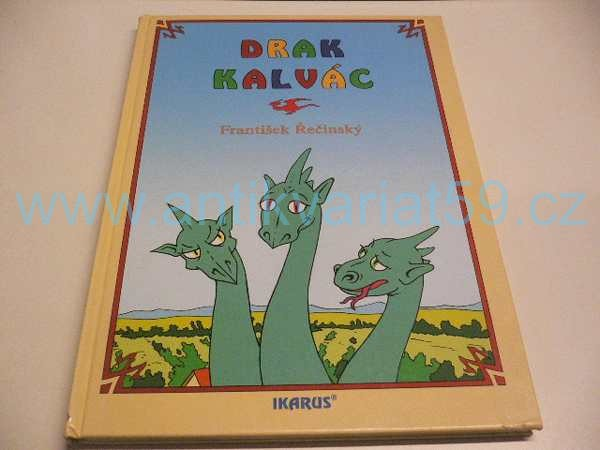 DRAK
KALVÁC
František Řečinský
www.antikvariat59.cz
IKARUS®